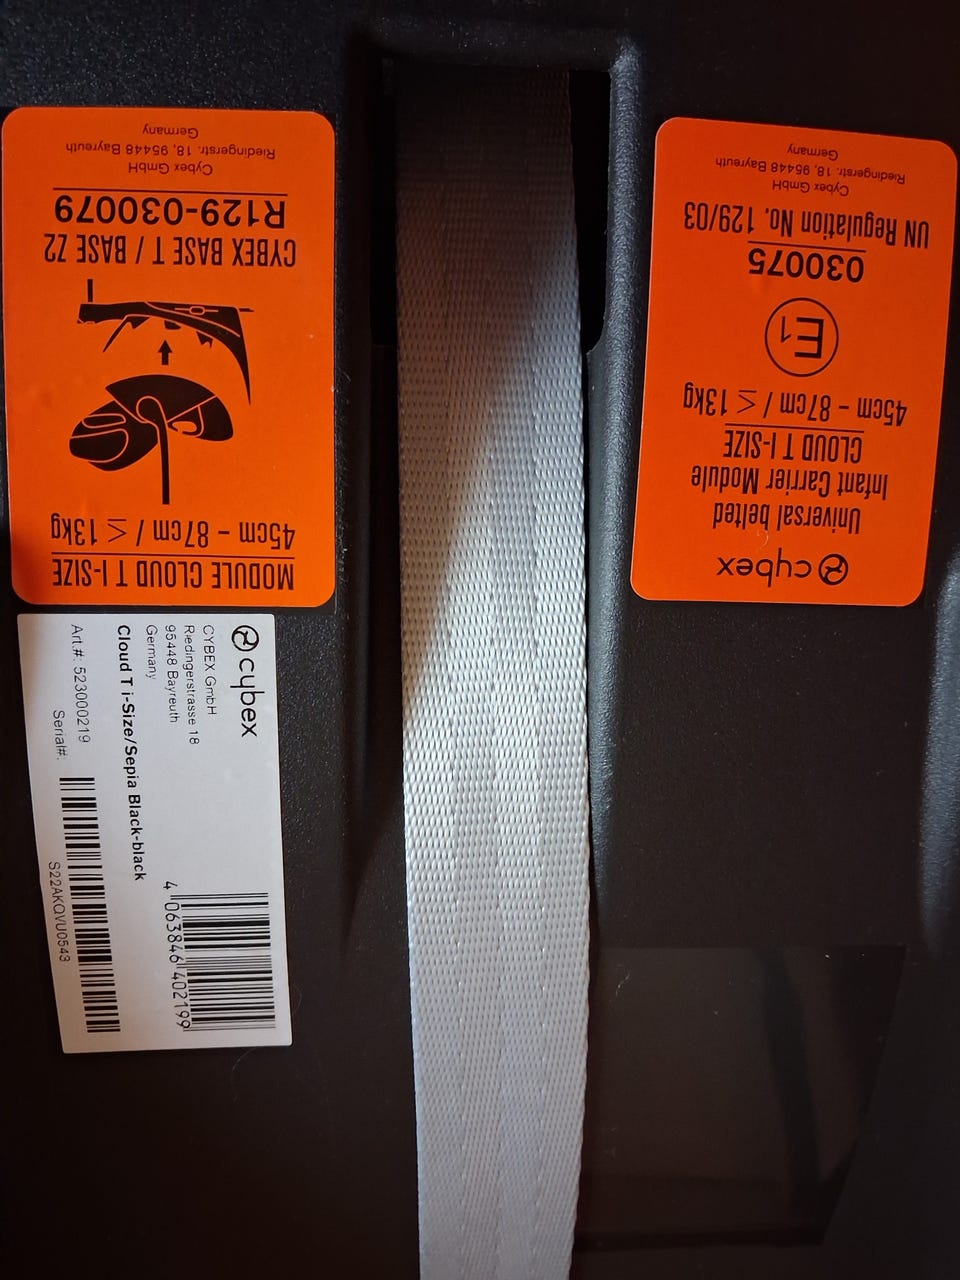 MODULE CLOUD T I-SIZE
45cm – 87cm / ≤ 13kg
CYBEX BASE T / BASE Z2
R129-030079
Cybex GmbH
Riedingerstr. 18, 95448 Bayreuth
Germany
cybex
Universal belted
Infant Carrier Module
CLOUD T I-SIZE
45cm – 87cm / ≤ 13kg
E1
030075
UN Regulation No. 129/03
Cybex GmbH
Riedingerstr. 18, 95448 Bayreuth
Germany
cybex
CYBEX GmbH
Riedingerstrasse 18
95448 Bayreuth
Germany
Cloud T i-Size/Sepia Black-black
4 063846 402199
Art.#: 523000219
Serial#:
S22AKQVU0543